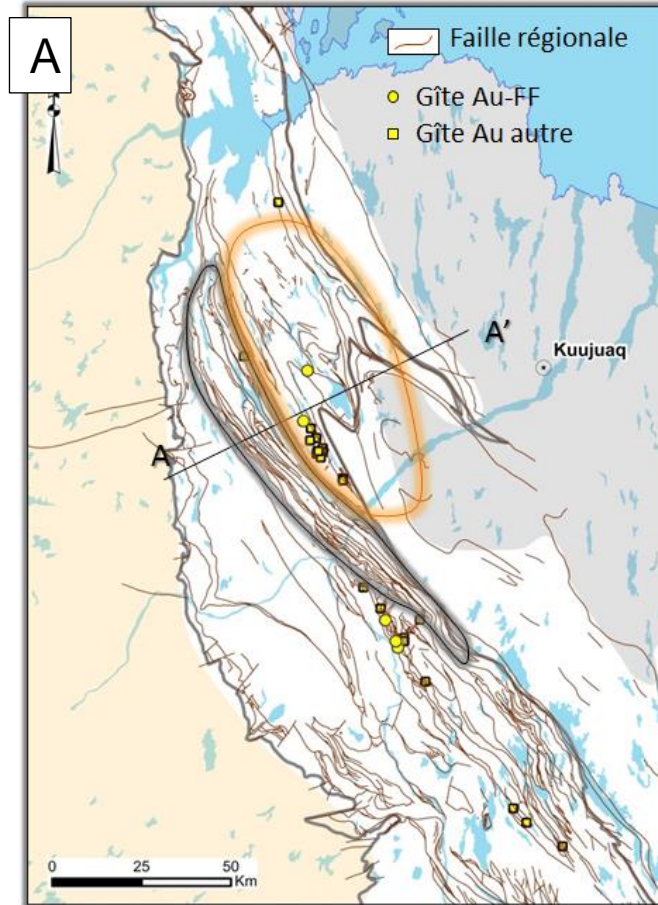 A
Faille régionale
Gîte Au-FF
Gîte Au autre
A'
Kuujuaq
A
0 25 50
Km